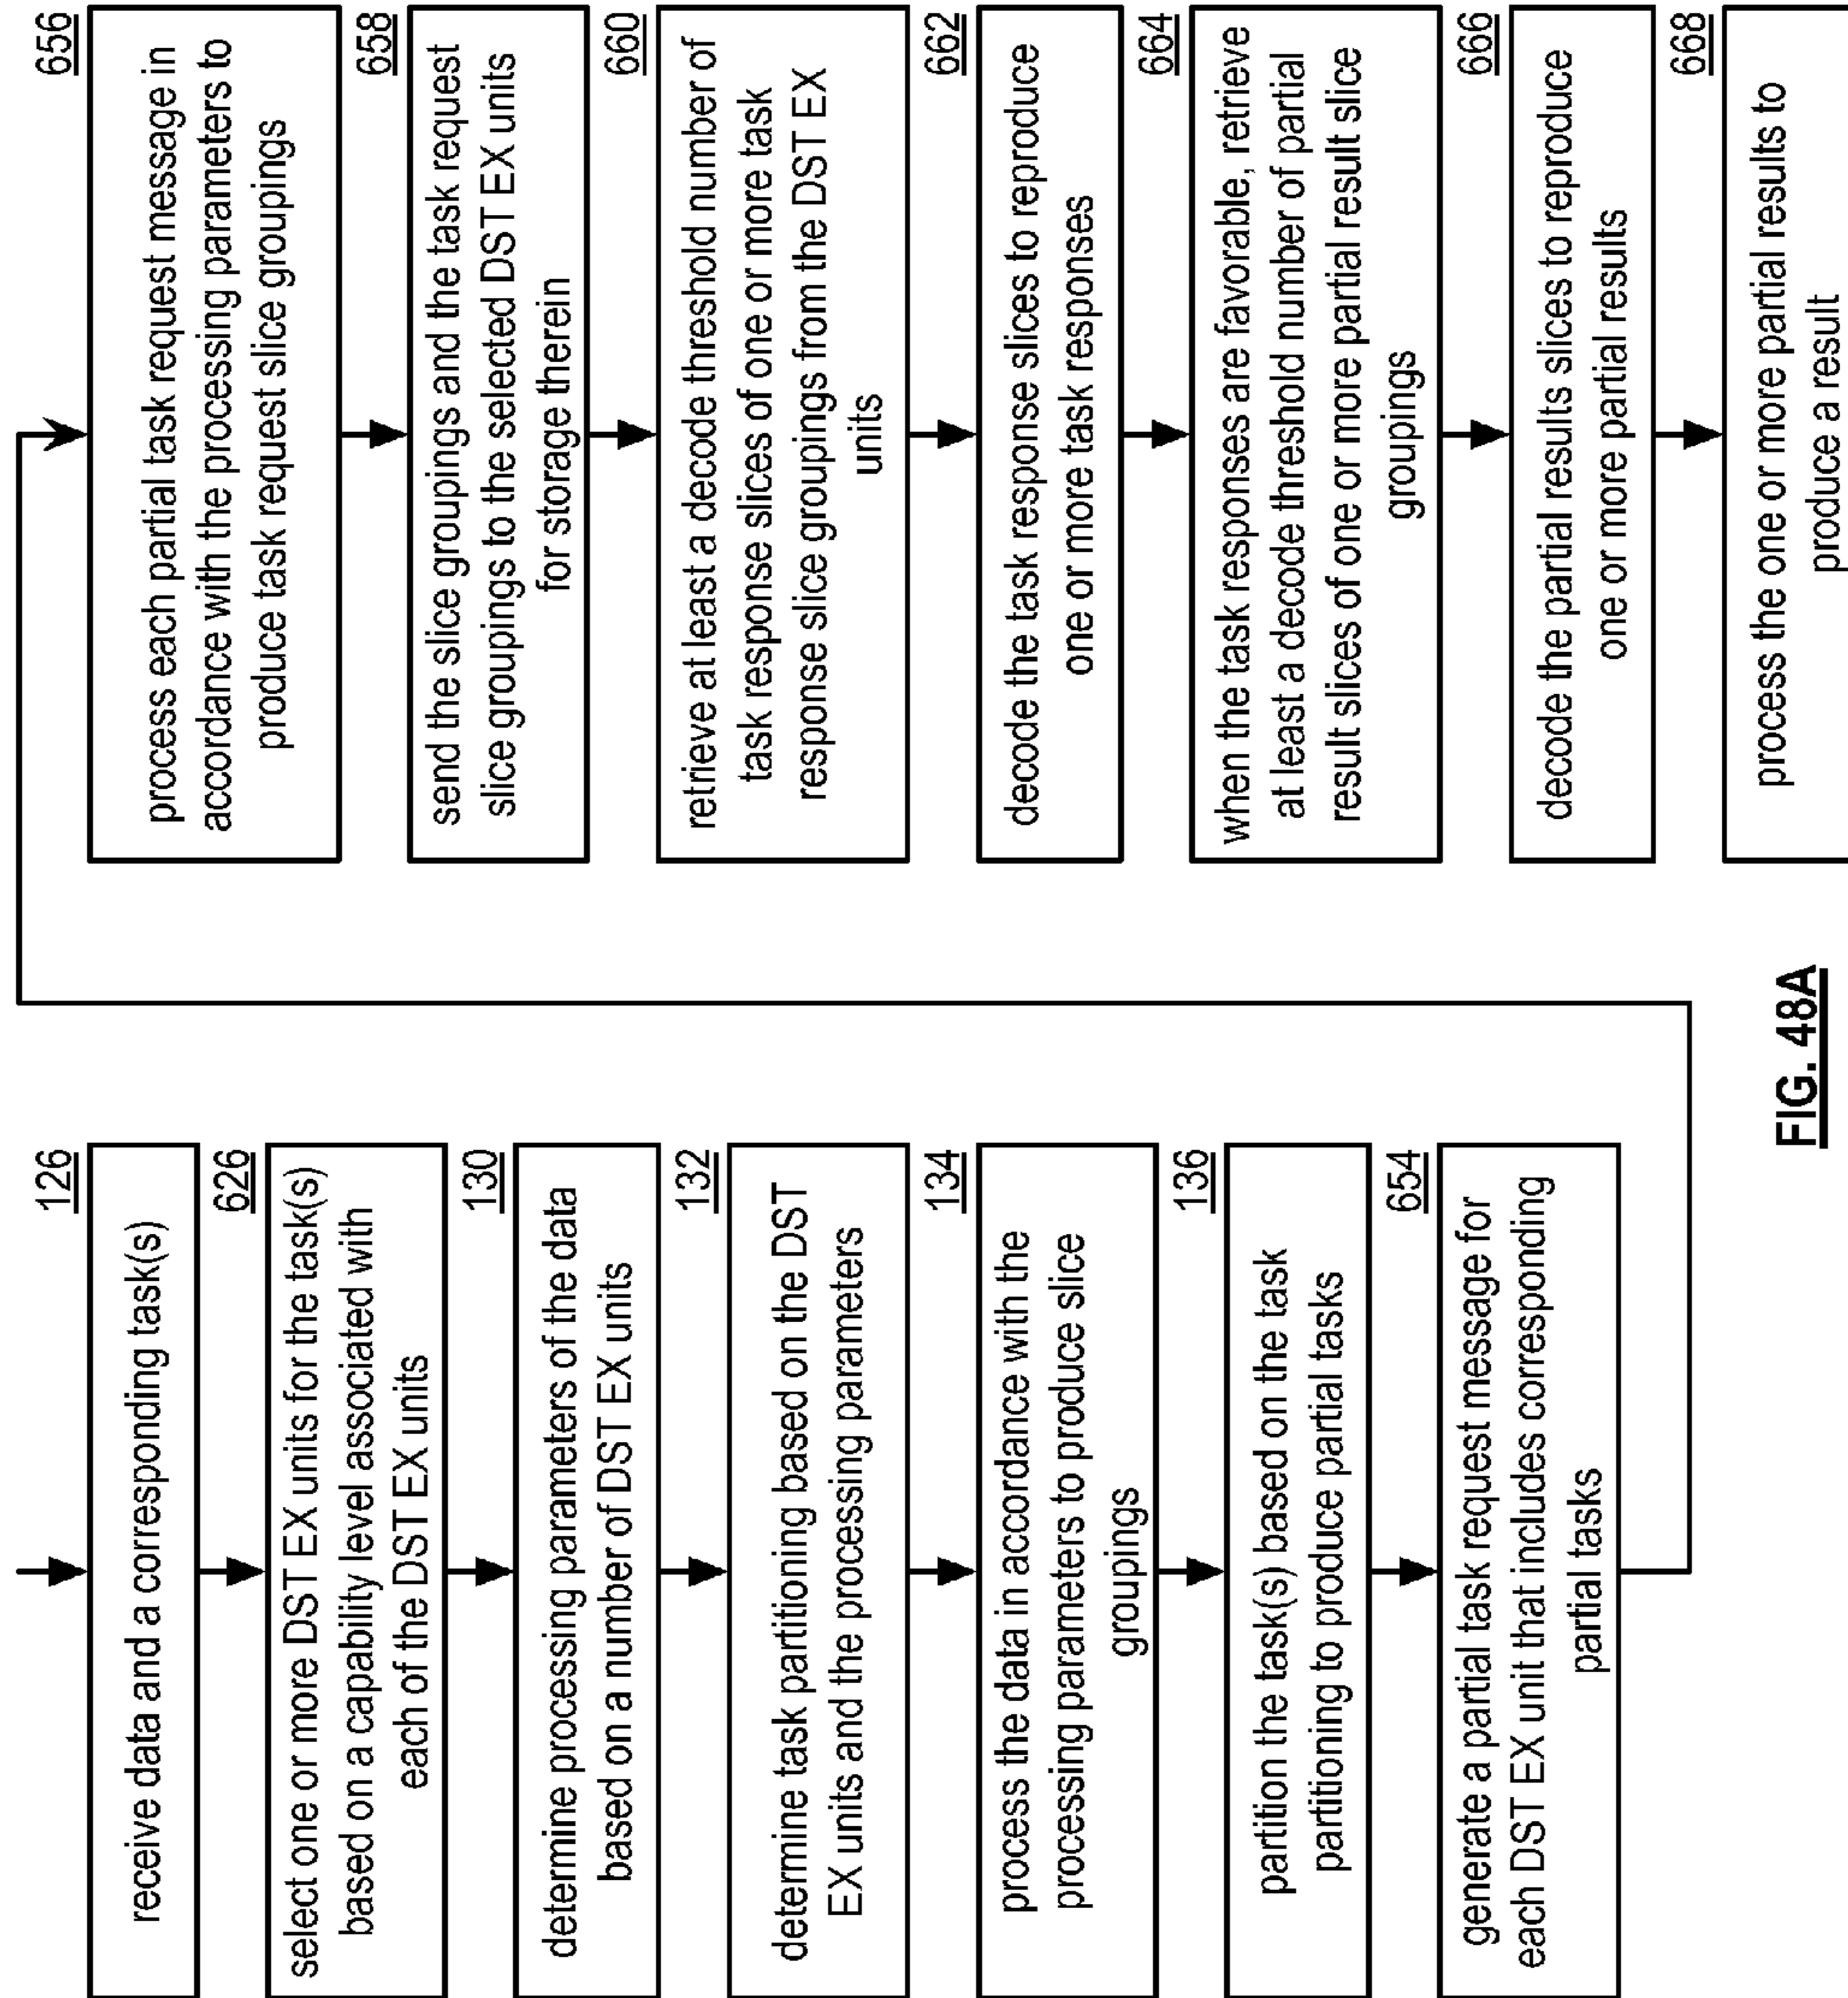 126
receive data and a corresponding task(s)
626
select one or more DST EX units for the task(s)
based on a capability level associated with
each of the DST EX units
130
determine processing parameters of the data
based on a number of DST EX units
132
determine task partitioning based on the DST
EX units and the processing parameters
134
process the data in accordance with the
processing parameters to produce slice
groupings
136
partition the task(s) based on the task
partitioning to produce partial tasks
654
generate a partial task request message for
each DST EX unit that includes corresponding
partial tasks
656
process each partial task request message in
accordance with the processing parameters to
produce task request slice groupings
658
send the slice groupings and the task request
slice groupings to the selected DST EX units
for storage therein
660
retrieve at least a decode threshold number of
task response slices of one or more task
response slice groupings from the DST EX
units
662
decode the task response slices to reproduce
one or more task responses
664
when the task responses are favorable, retrieve
at least a decode threshold number of partial
result slices of one or more partial result slice
groupings
666
decode the partial results slices to reproduce
one or more partial results
668
process the one or more partial results to
produce a result
FIG. 48A